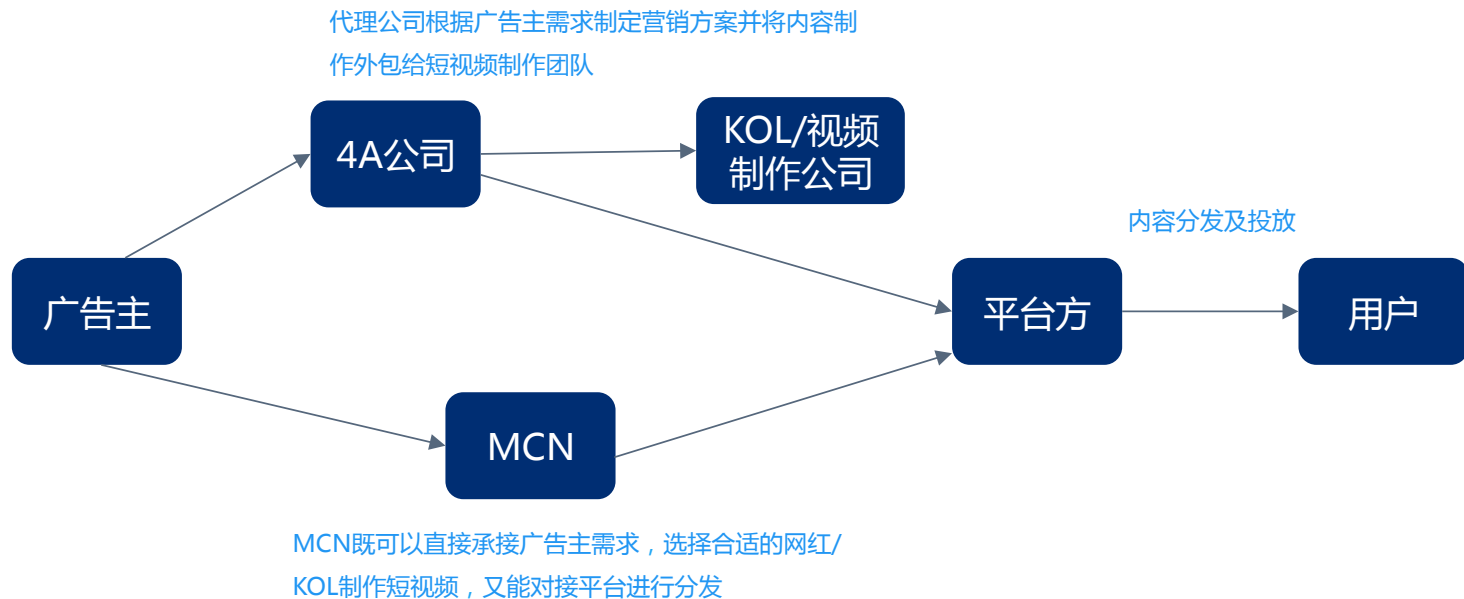 代理公司根据广告主需求制定营销方案并将内容制
作外包给短视频制作团队
4A公司
KOL/视频
制作公司
内容分发及投放
广告主
平台方
用户
MCN
MCN既可以直接承接广告主需求，选择合适的网红/
KOL制作短视频，又能对接平台进行分发